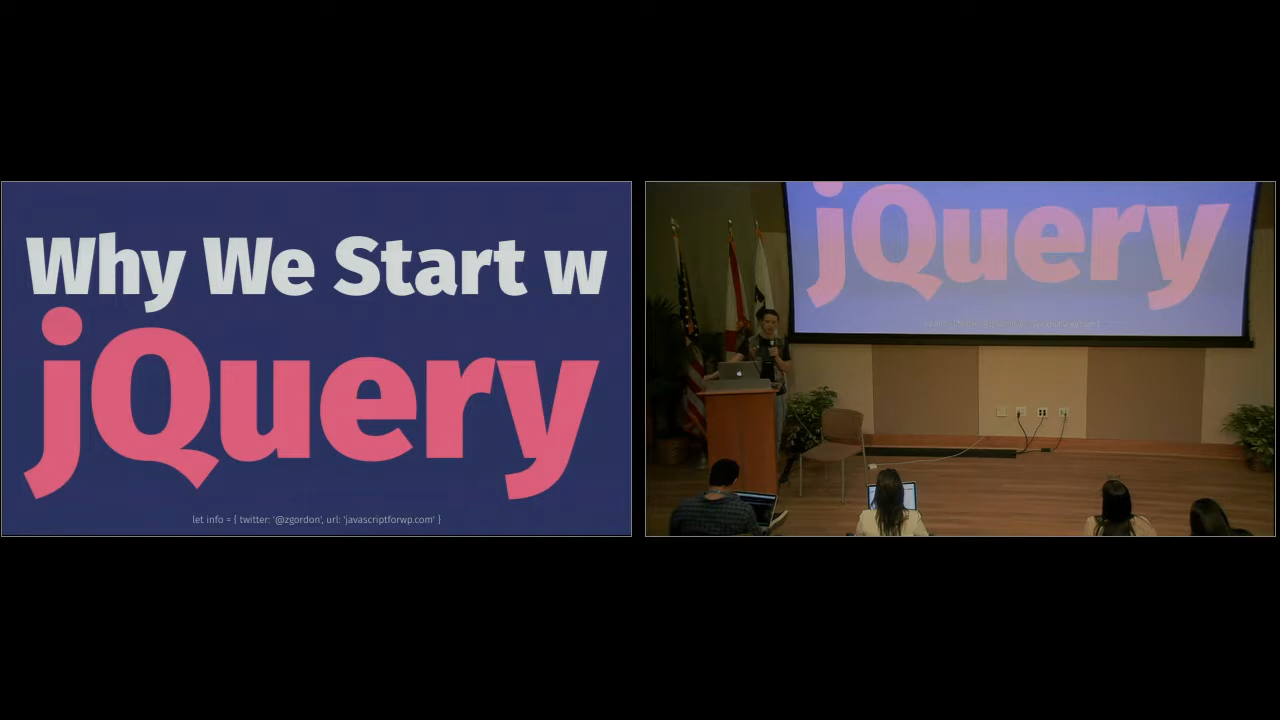 Why We Start w
jQuery
let info = { twitter: '@zgordon', url: 'javascriptforwp.com' }
jQuery